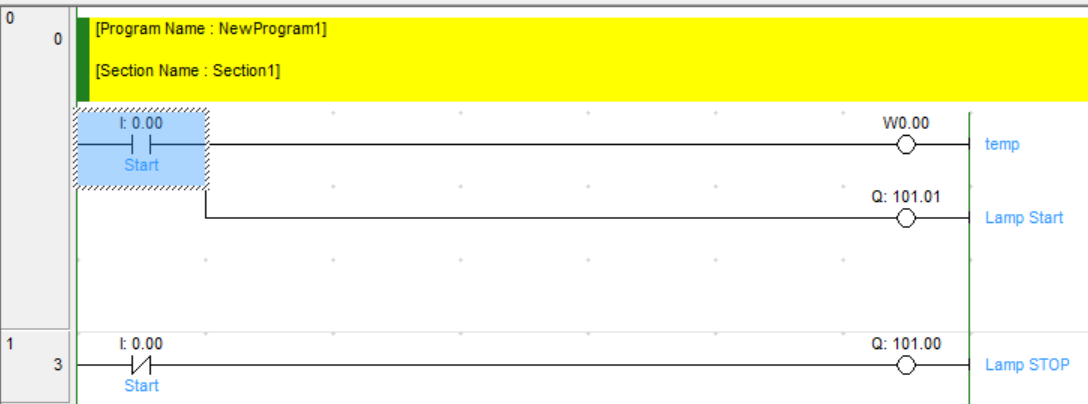 0
0
[Program Name : NewProgram1]
[Section Name : Section1]
I: 0.00
W0.00
Start
temp
Q: 101.01
Lamp Start
1
3
I: 0.00
Q: 101.00
Start
Lamp STOP